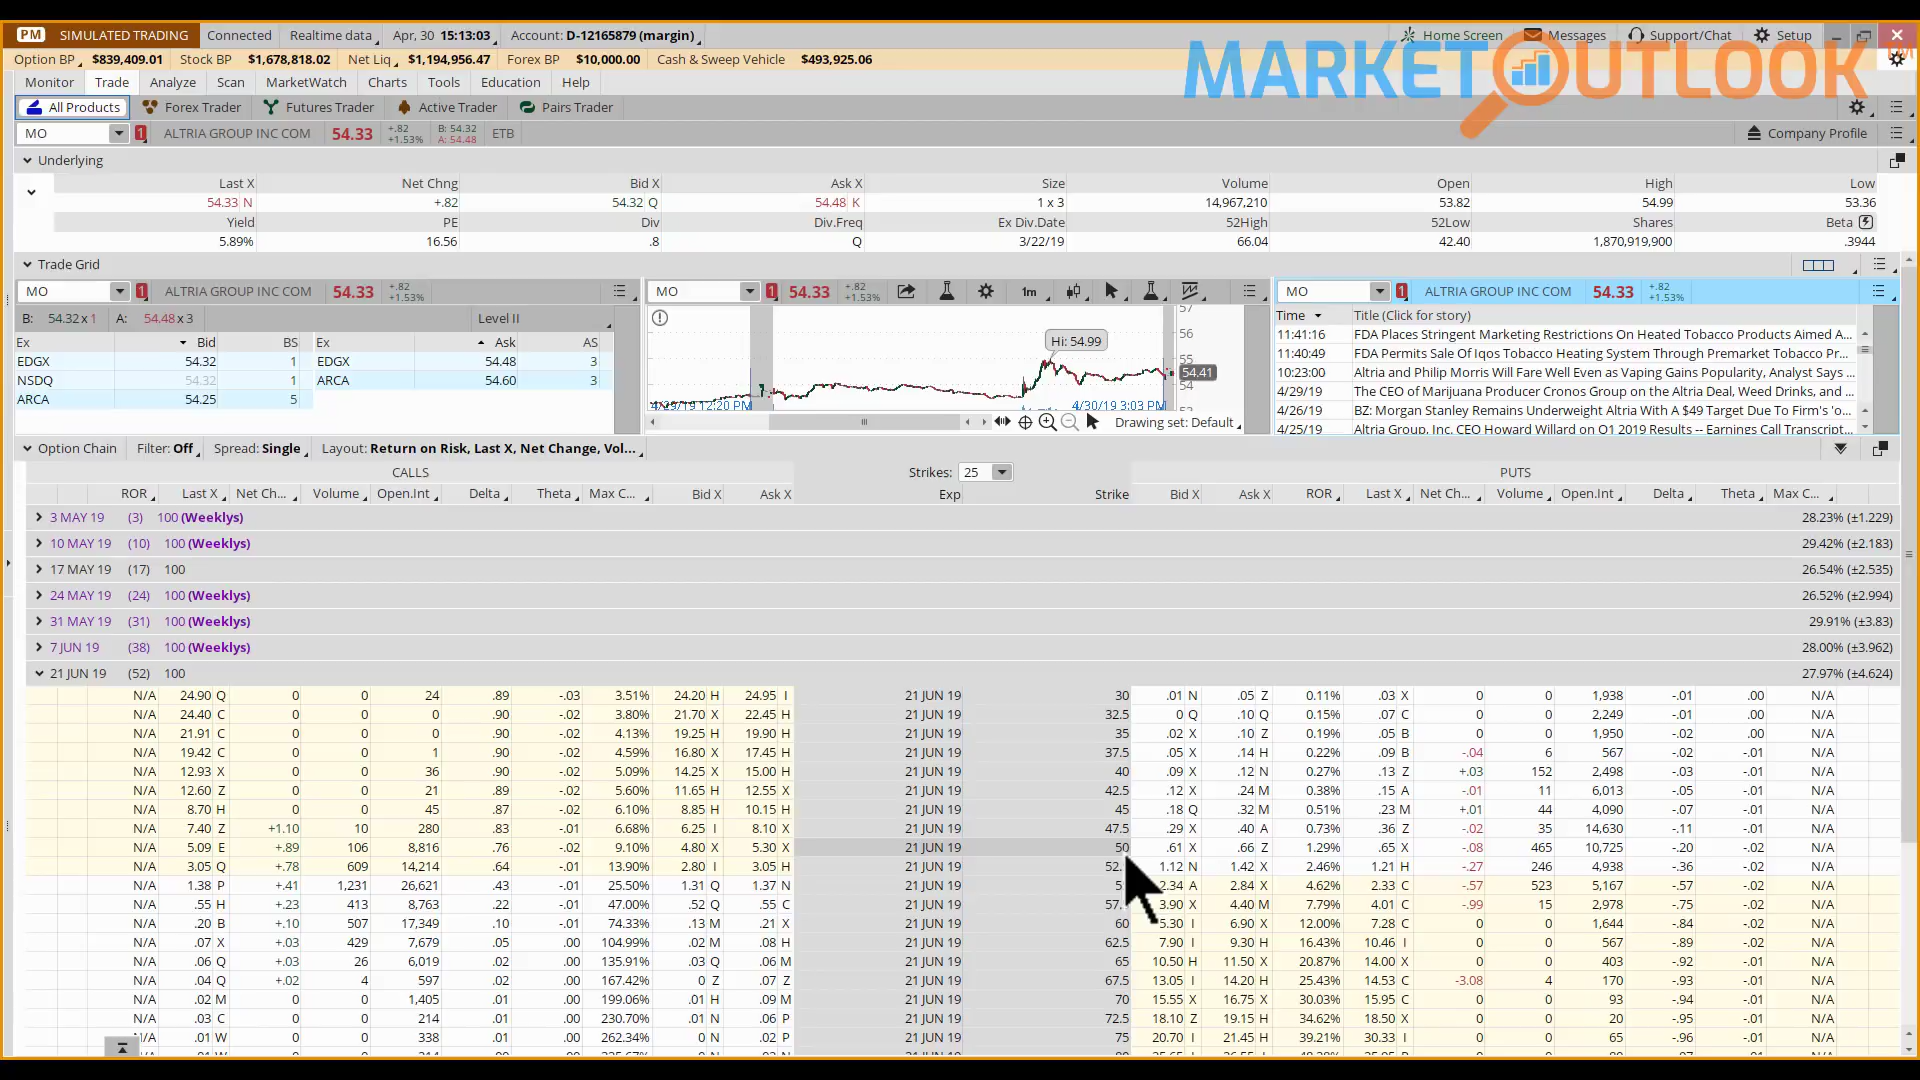 PM SIMULATED TRADING Connected Realtime data Apr, 30 15:13:03 Account: D-12165879 (margin) Home Screen Messages Support/Chat Setup
Option BP $839,409.01 Stock BP $1,678,818.02 Net Liq $1,194,956.47 Forex BP $10,000.00 Cash & Sweep Vehicle $493,925.06
MARKET OUTLOOK TM
Monitor Trade Analyze Scan MarketWatch Charts Tools Education Help
All Products Forex Trader Futures Trader Active Trader Pairs Trader
MO 1 ALTRIA GROUP INC COM 54.33 +.82 +1.53% B: 54.32 A: 54.48 ETB Company Profile
Underlying
Last X Net Chng Bid X Ask X Size Volume Open High Low
54.33 N +.82 54.32 Q 54.48 K 1 x 3 14,967,210 53.82 54.99 53.36
Yield PE Div Div.Freq Ex Div.Date 52High 52Low Shares Beta
5.89% 16.56 .8 Q 3/22/19 66.04 42.40 1,870,919,900 .3944
Trade Grid
MO 1 ALTRIA GROUP INC COM 54.33 +.82 +1.53%
B: 54.32 x 1 A: 54.48 x 3 Level II
Ex Bid BS Ex Ask AS
EDGX 54.32 1 EDGX 54.48 3
NSDQ 54.32 1 ARCA 54.60 3
ARCA 54.25 5
MO 1 54.33 +.82 +1.53% 1m
57
56
Hi: 54.99
55
54.41
54
4/29/19 12:20 PM 4/30/19 3:03 PM
Drawing set: Default
MO 1 ALTRIA GROUP INC COM 54.33 +.82 +1.53%
Time Title (Click for story)
11:41:16 FDA Places Stringent Marketing Restrictions On Heated Tobacco Products Aimed A...
11:40:49 FDA Permits Sale Of Iqos Tobacco Heating System Through Premarket Tobacco Pr...
10:23:00 Altria and Philip Morris Will Fare Well Even as Vaping Gains Popularity, Analyst Says ...
4/29/19 The CEO of Marijuana Producer Cronos Group on the Altria Deal, Weed Drinks, and...
4/26/19 BZ: Morgan Stanley Remains Underweight Altria With A $49 Target Due To Firm's 'o...
4/25/19 Altria Group, Inc. CEO Howard Willard on Q1 2019 Results -- Earnings Call Transcript...
Option Chain Filter: Off Spread: Single Layout: Return on Risk, Last X, Net Change, Vol...
CALLS Strikes: 25 PUTS
ROR Last X Net Ch... Volume Open.Int Delta Theta Max C... Bid X Ask X Exp Strike Bid X Ask X ROR Last X Net Ch... Volume Open.Int Delta Theta Max C...
3 MAY 19 (3) 100 (Weeklys) 28.23% (±1.229)
10 MAY 19 (10) 100 (Weeklys) 29.42% (±2.183)
17 MAY 19 (17) 100 26.54% (±2.535)
24 MAY 19 (24) 100 (Weeklys) 26.52% (±2.994)
31 MAY 19 (31) 100 (Weeklys) 29.91% (±3.83)
7 JUN 19 (38) 100 (Weeklys) 28.00% (±3.962)
21 JUN 19 (52) 100 27.97% (±4.624)
N/A 24.90 Q 0 0 24 .89 -.03 3.51% 24.20 H 24.95 I 21 JUN 19 30 .01 N .05 Z 0.11% .03 X 0 0 1,938 -.01 .00 N/A
N/A 24.40 C 0 0 0 .90 -.02 3.80% 21.70 X 22.45 H 21 JUN 19 32.5 0 Q .10 Q 0.15% .07 C 0 0 2,249 -.01 .00 N/A
N/A 21.91 C 0 0 0 .90 -.02 4.13% 19.25 H 19.90 H 21 JUN 19 35 .02 X .10 Z 0.19% .05 B 0 0 1,950 -.02 .00 N/A
N/A 19.42 C 0 0 1 .90 -.02 4.59% 16.80 X 17.45 H 21 JUN 19 37.5 .05 X .14 H 0.22% .09 B -.04 6 567 -.02 -.01 N/A
N/A 12.93 X 0 0 36 .90 -.02 5.09% 14.25 X 15.00 H 21 JUN 19 40 .09 X .12 N 0.27% .13 Z +.03 152 2,498 -.03 -.01 N/A
N/A 12.60 Z 0 0 21 .89 -.02 5.60% 11.65 H 12.55 X 21 JUN 19 42.5 .12 X .24 M 0.38% .15 A -.01 11 6,013 -.05 -.01 N/A
N/A 8.70 H 0 0 45 .87 -.02 6.10% 8.85 H 10.15 H 21 JUN 19 45 .18 Q .32 M 0.51% .23 M +.01 44 4,090 -.07 -.01 N/A
N/A 7.40 Z +1.10 10 280 .83 -.01 6.68% 6.25 I 8.10 X 21 JUN 19 47.5 .29 X .40 A 0.73% .36 Z -.02 35 14,630 -.11 -.01 N/A
N/A 5.09 E +.89 106 8,816 .76 -.02 9.10% 4.80 X 5.30 X 21 JUN 19 50 .61 X .66 Z 1.29% .65 X -.08 465 10,725 -.20 -.02 N/A
N/A 3.05 Q +.78 609 14,214 .64 -.01 13.90% 2.80 I 3.05 H 21 JUN 19 52. 1.12 N 1.42 X 2.46% 1.21 H -.27 246 4,938 -.36 -.02 N/A
N/A 1.38 P +.41 1,231 26,621 .43 -.01 25.50% 1.31 Q 1.37 N 21 JUN 19 5 2.34 A 2.84 X 4.62% 2.33 C -.57 523 5,167 -.57 -.02 N/A
N/A .55 H +.23 413 8,763 .22 -.01 47.00% .52 Q .55 C 21 JUN 19 57. 3.90 X 4.40 M 7.79% 4.01 C -.99 15 2,978 -.75 -.02 N/A
N/A .20 B +.10 507 17,349 .10 -.01 74.33% .13 M .21 X 21 JUN 19 60 5.30 I 6.90 X 12.00% 7.28 C 0 0 1,644 -.84 -.02 N/A
N/A .07 X +.03 429 7,679 .05 .00 104.99% .02 M .08 H 21 JUN 19 62.5 7.90 I 9.30 H 16.43% 10.46 I 0 0 567 -.89 -.02 N/A
N/A .06 Q +.03 26 6,019 .02 .00 135.91% .03 Q .06 M 21 JUN 19 65 10.50 H 11.50 X 20.87% 14.00 X 0 0 403 -.92 -.01 N/A
N/A .04 Q +.02 4 597 .02 .00 167.42% 0 Z .07 Z 21 JUN 19 67.5 13.05 I 14.20 H 25.43% 14.53 C -3.08 4 170 -.93 -.01 N/A
N/A .02 M 0 0 1,405 .01 .00 199.06% .01 H .09 M 21 JUN 19 70 15.55 X 16.75 X 30.03% 15.95 C 0 0 93 -.94 -.01 N/A
N/A .03 C 0 0 214 .01 .00 230.70% .01 N .06 P 21 JUN 19 72.5 18.10 Z 19.15 H 34.62% 18.50 X 0 0 20 -.95 -.01 N/A
N/A .01 W 0 0 338 .01 .00 262.34% 0 N .02 P 21 JUN 19 75 20.70 I 21.45 H 39.21% 30.33 I 0 0 65 -.96 -.01 N/A